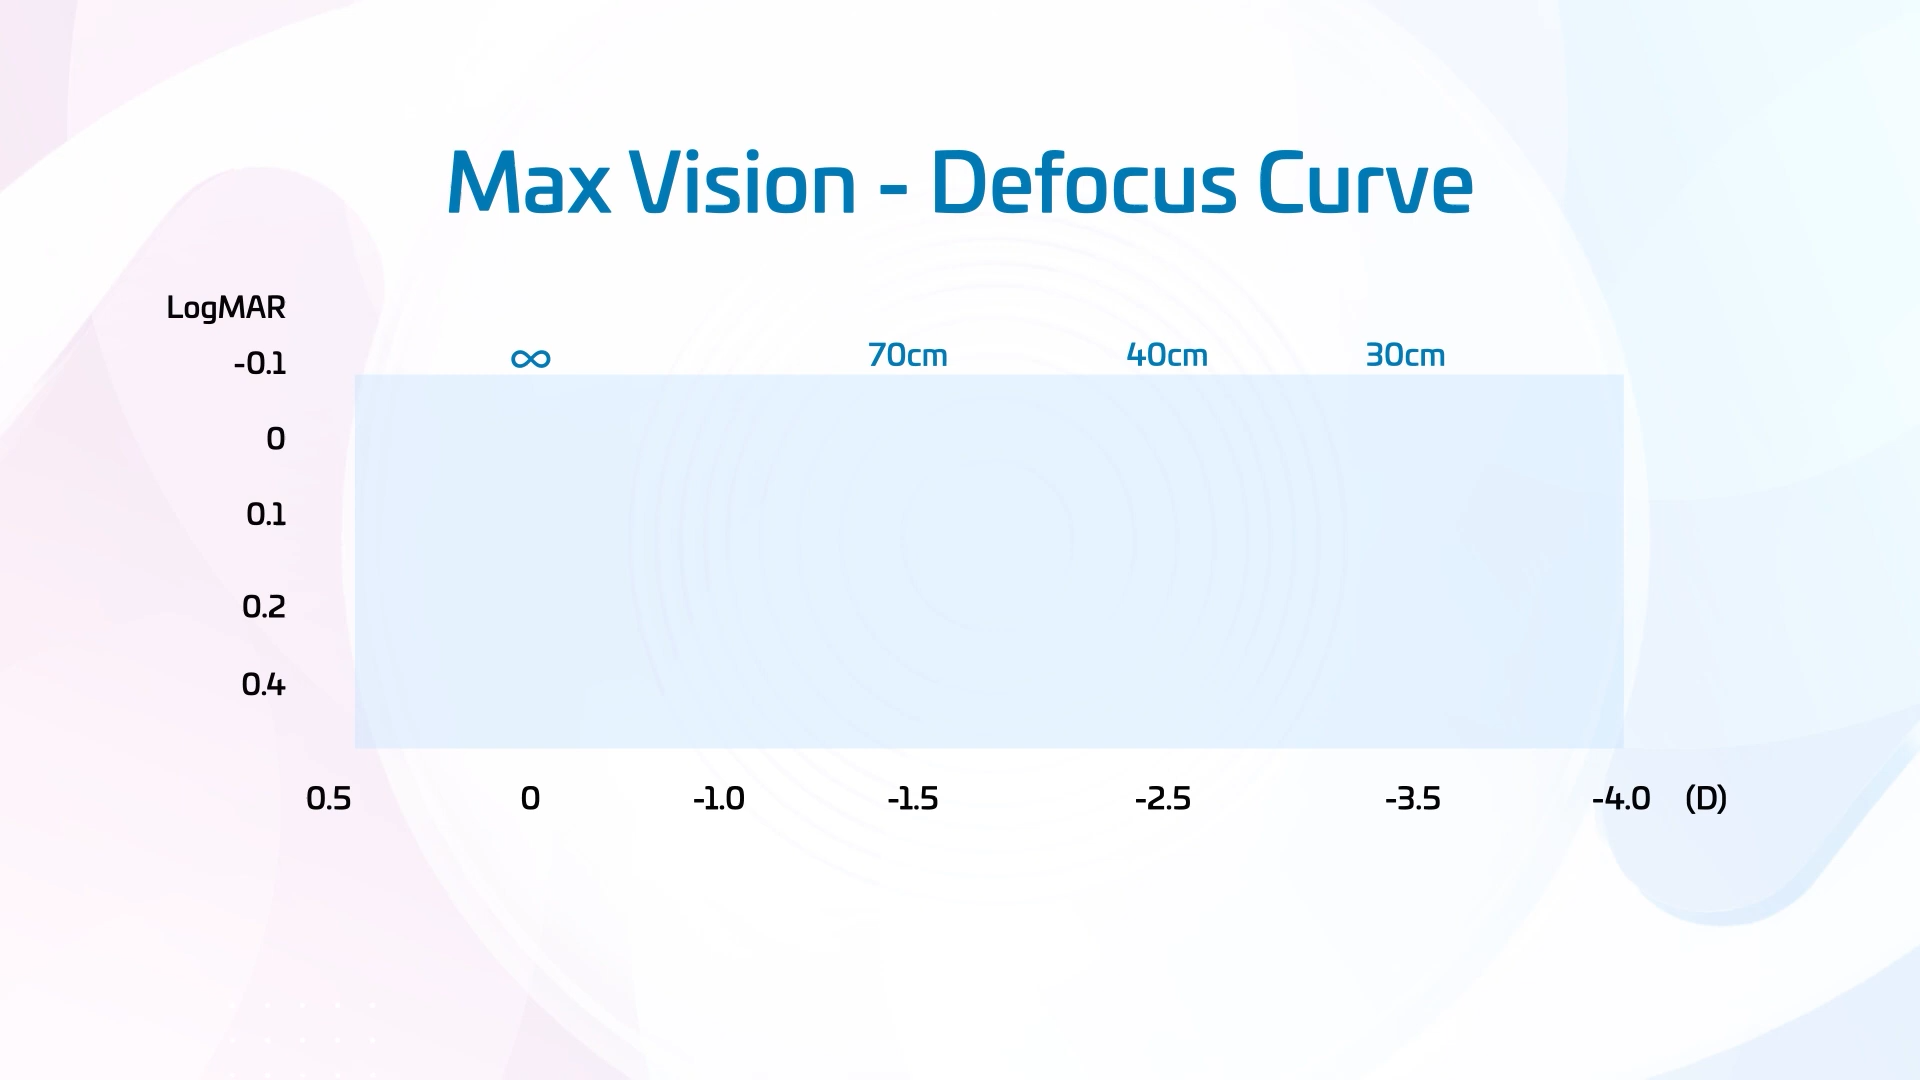 Max Vision - Defocus Curve
LogMAR
-0.1
∞ 70cm 40cm 30cm
0
0.1
0.2
0.4
0.5 0 -1.0 -1.5 -2.5 -3.5 -4.0 (D)